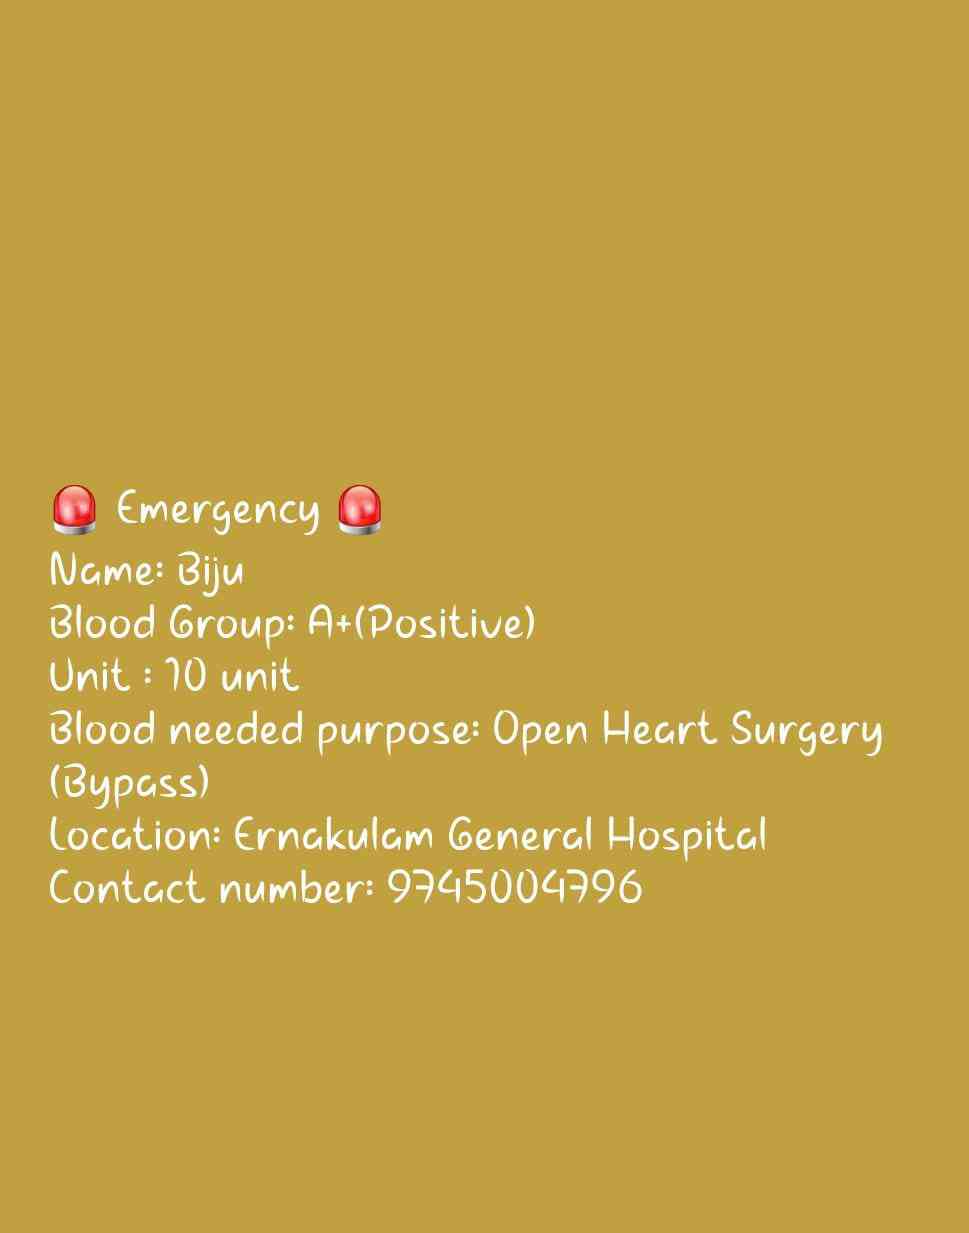 🚨 Emergency 🚨
Name: Biju
Blood Group: A+(Positive)
Unit : 10 unit
Blood needed purpose: Open Heart Surgery
(Bypass)
Location: Ernakulam General Hospital
Contact number: 9745004796